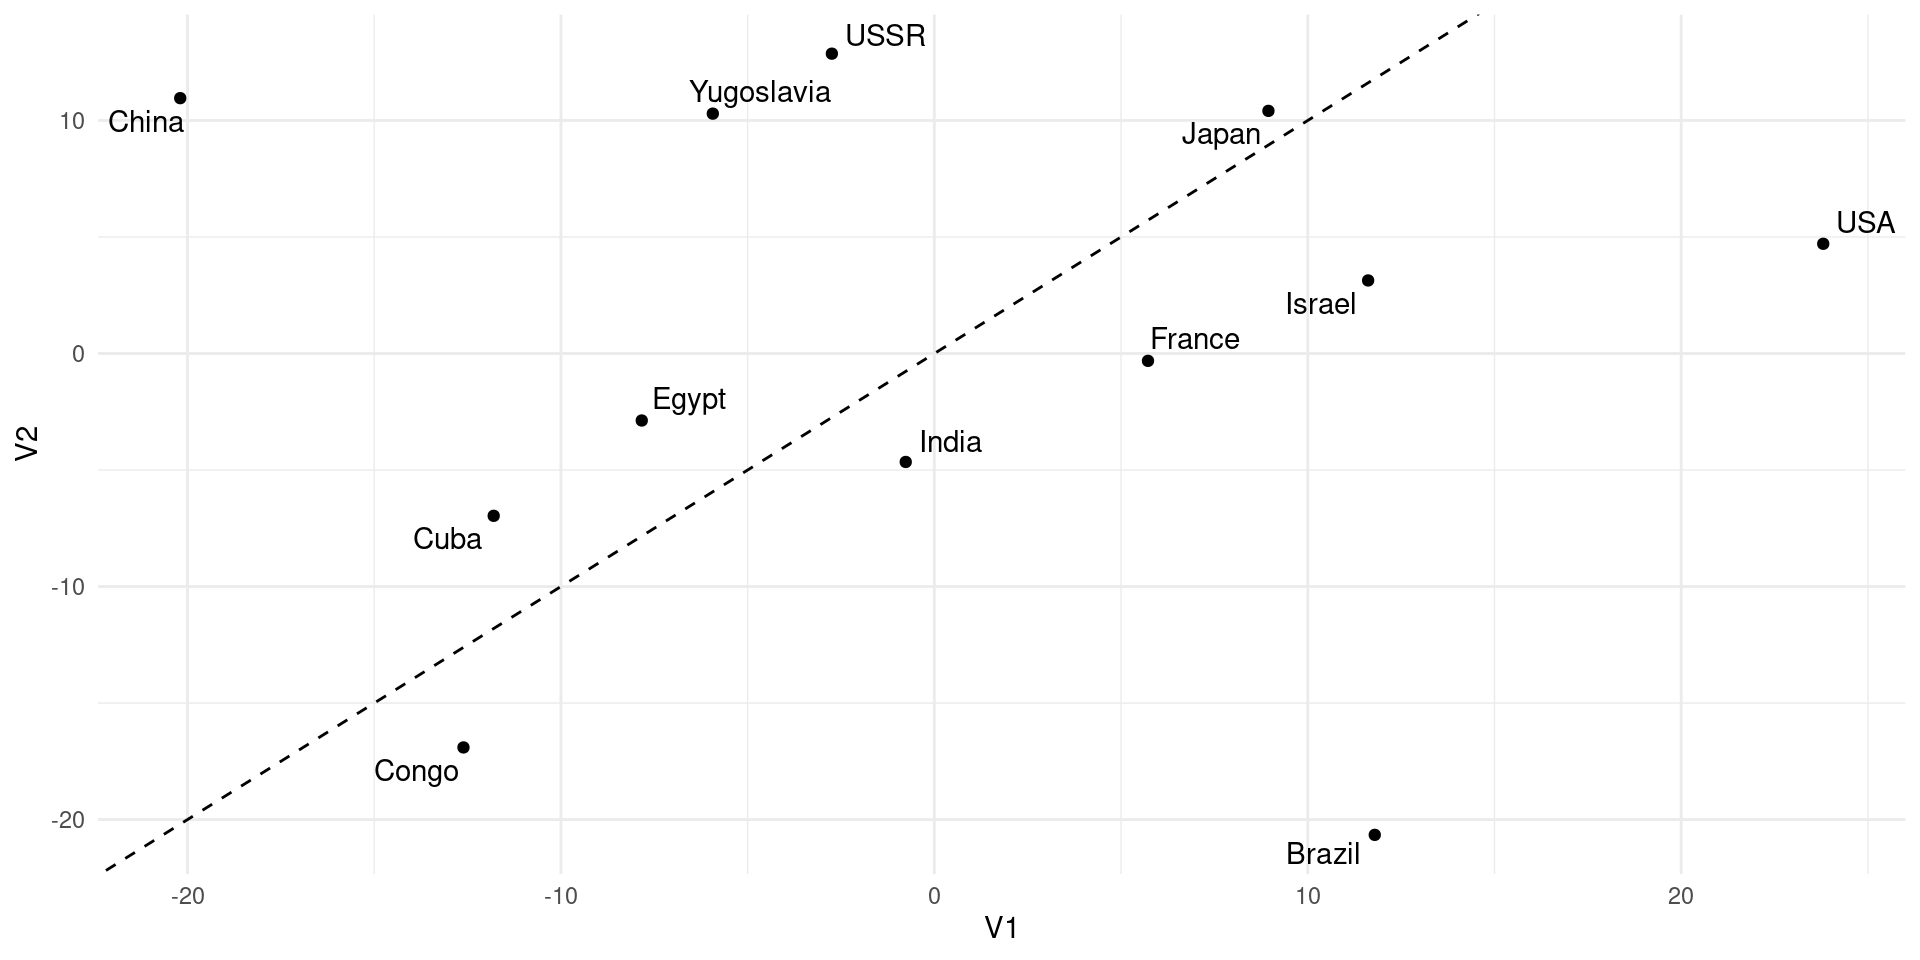 USSR
Yugoslavia
China
Japan
USA
Israel
France
Egypt
India
Cuba
Congo
Brazil
10
0
-10
-20
V2
-20
-10
0
10
20
V1